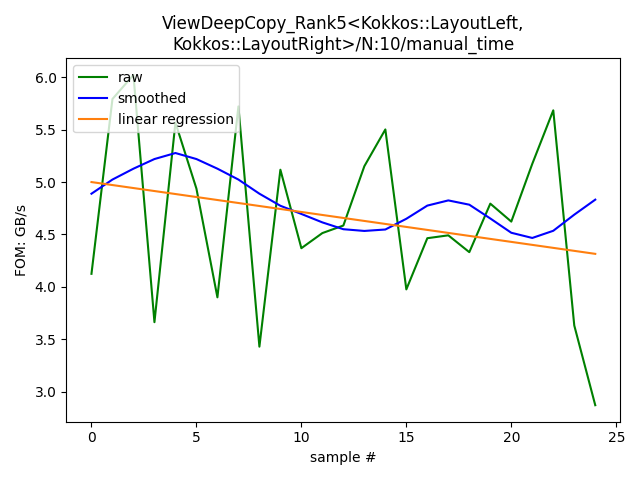 ViewDeepCopy_Rank5<Kokkos::LayoutLeft,
Kokkos::LayoutRight>/N:10/manual_time
raw
smoothed
linear regression
FOM: GB/s
6.0
5.5
5.0
4.5
4.0
3.5
3.0
0
5
10
15
20
25
sample #